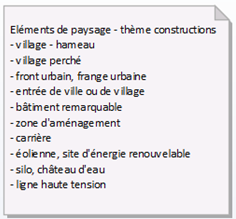 Eléments de paysage - thème constructions
- village - hameau
- village perché
- front urbain, frange urbaine
- entrée de ville ou de village
- bâtiment remarquable
- zone d'aménagement
- carrière
- éolienne, site d'énergie renouvelable
- silo, château d'eau
- ligne haute tension